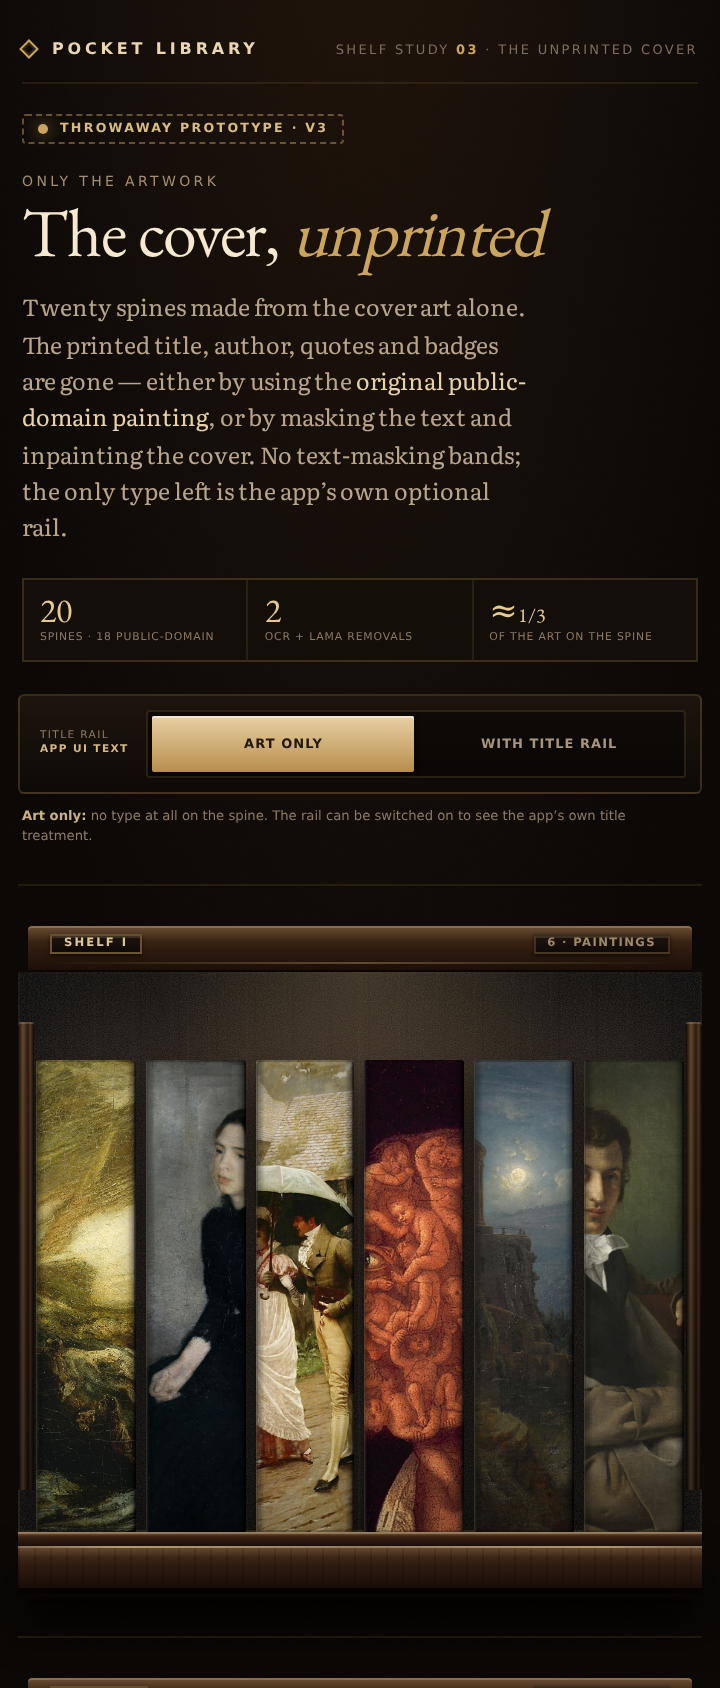 POCKET LIBRARY
SHELF STUDY 03 · THE UNPRINTED COVER
THROWAWAY PROTOTYPE · V3
ONLY THE ARTWORK
The cover, unprinted
Twenty spines made from the cover art alone.
The printed title, author, quotes and badges
are gone — either by using the original public-
domain painting, or by masking the text and
inpainting the cover. No text-masking bands;
the only type left is the app’s own optional
rail.
20
SPINES · 18 PUBLIC-DOMAIN
2
OCR + LAMA REMOVALS
≈1/3
OF THE ART ON THE SPINE
TITLE RAIL
APP UI TEXT
ART ONLY
WITH TITLE RAIL
Art only: no type at all on the spine. The rail can be switched on to see the app’s own title
treatment.
SHELF I
6 · PAINTINGS